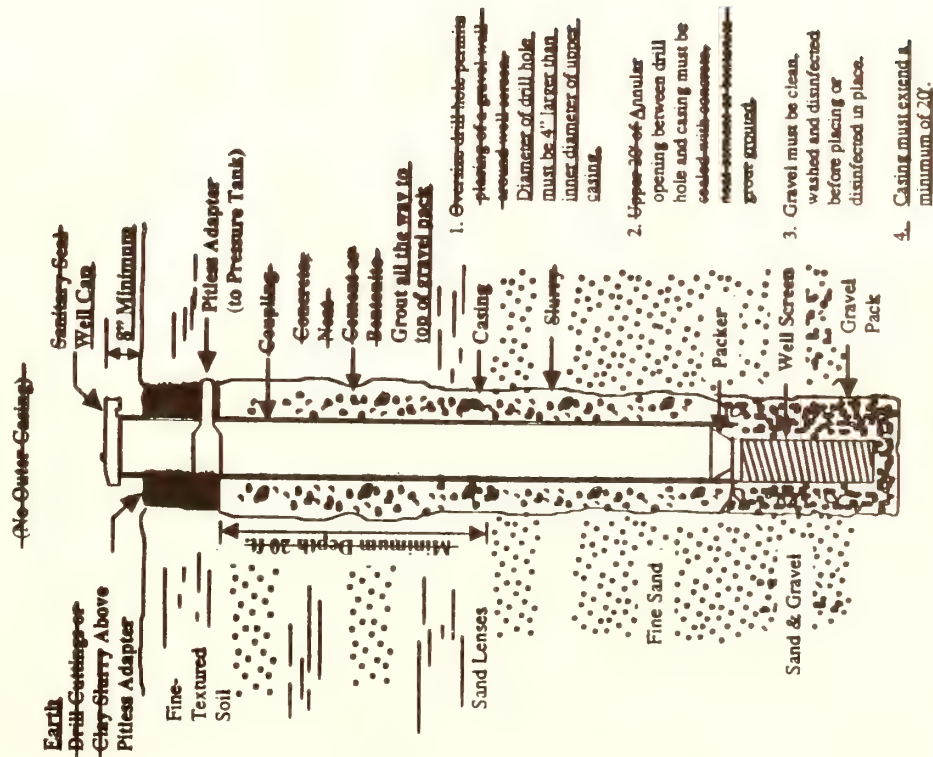 (No Outer Casing)
Sanitary Seal
Well Cap
8" Minimum
Pitless Adapter
(to Pressure Tank)
Coupling
Concrete,
Neat
Cement or
Bentonite
Grout all the way to
top of gravel pack
Casing
Slurry
Packer
Well Screen
Gravel
Pack
Earth
Drill Cuttings or
Clay Slurry Above
Pitless Adapter
Fine-
Textured
Soil
Minimum Depth 20 ft.
Sand Lenses
Fine Sand
Sand & Gravel
1. Oversize drill hole permits
placing of a gravel wall
around well screen.
Diameter of drill hole
must be 4" larger than
inner diameter of upper
casing.
2. Upper 20' of Annular
opening between drill
hole and casing must be
sealed with concrete,
neat cement or bentonite
grout grouted.
3. Gravel must be clean,
washed and disinfected
before placing or
disinfected in place.
4. Casing must extend a
minimum of 20'.